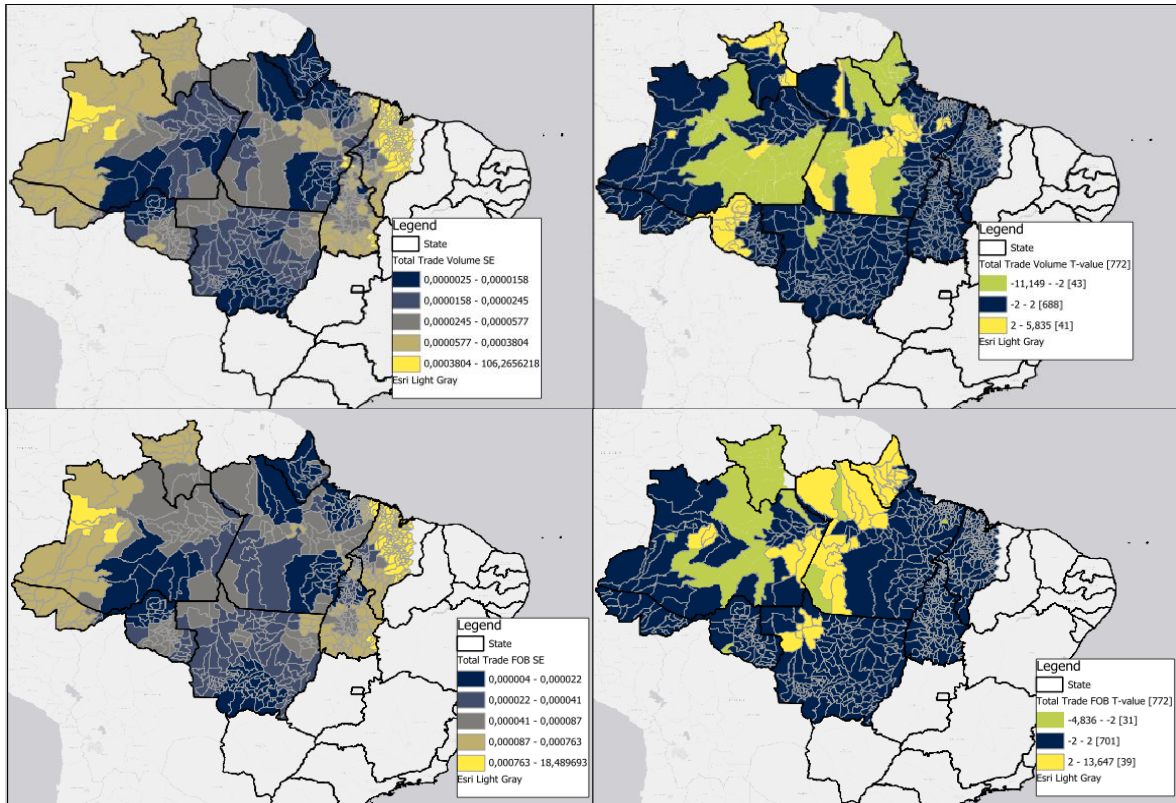 Legend
State
Total Trade Volume SE
0,0000025 - 0,0000158
0,0000158 - 0,0000245
0,0000245 - 0,0000577
0,0000577 - 0,0003804
0,0003804 - 106,2656218
Esri Light Gray
Legend
State
Total Trade Volume T-value [772]
-11,149 - -2 [43]
-2 - 2 [688]
2 - 5,835 [41]
Esri Light Gray
Legend
State
Total Trade FOB SE
0,000004 - 0,000022
0,000022 - 0,000041
0,000041 - 0,000087
0,000087 - 0,000763
0,000763 - 18,489693
Esri Light Gray
Legend
State
Total Trade FOB T-value [772]
-4,836 - -2 [31]
-2 - 2 [701]
2 - 13,647 [39]
Esri Light Gray